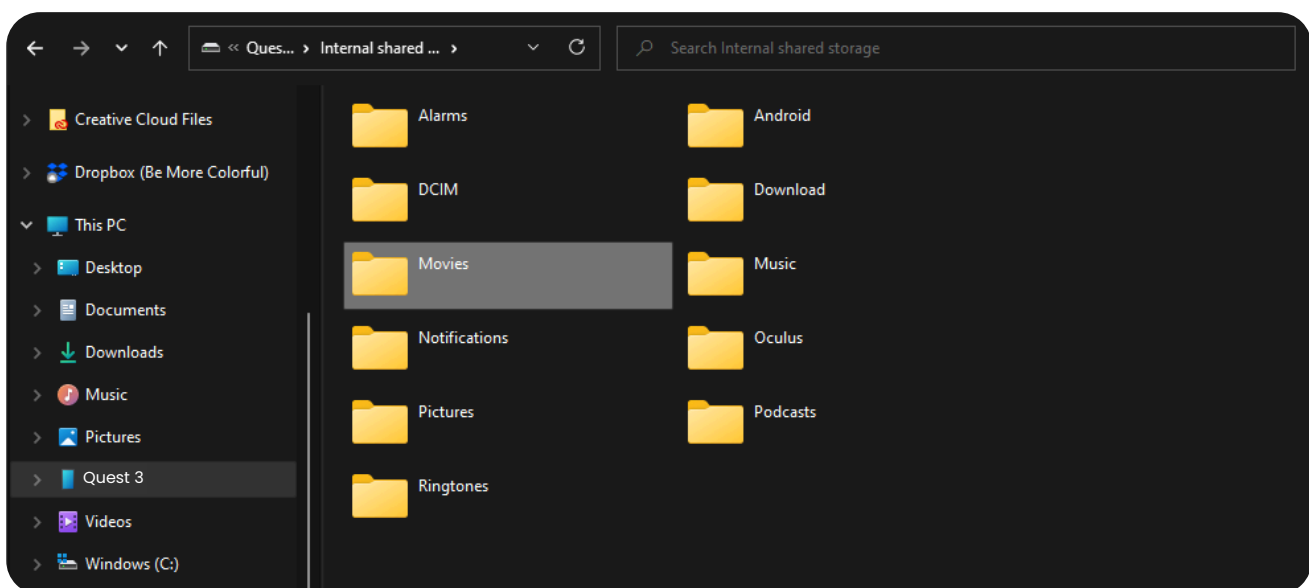 « Ques... › Internal shared ... ›
Search Internal shared storage
Creative Cloud Files
Dropbox (Be More Colorful)
This PC
Desktop
Documents
Downloads
Music
Pictures
Quest 3
Videos
Windows (C:)
Alarms
Android
DCIM
Download
Movies
Music
Notifications
Oculus
Pictures
Podcasts
Ringtones